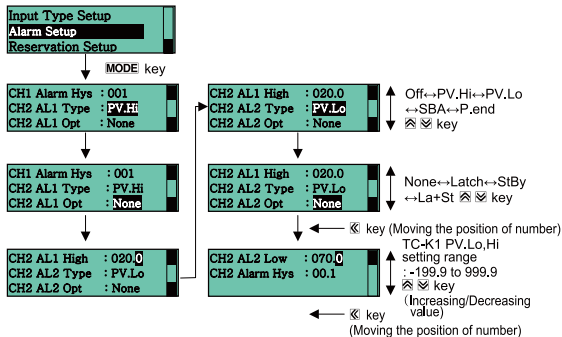 Input Type Setup
Alarm Setup
Reservation Setup
MODE key
CH1 Alarm Hys : 001
CH2 AL1 Type : PV.Hi
CH2 AL1 Opt : None
CH1 Alarm Hys : 001
CH2 AL1 Type : PV.Hi
CH2 AL1 Opt : None
CH2 AL1 High : 020.0
CH2 AL2 Type : PV.Lo
CH2 AL2 Opt : None
CH2 AL1 High : 020.0
CH2 AL2 Type : PV.Lo
CH2 AL2 Opt : None
Off↔PV.Hi↔PV.Lo
↔SBA↔P.end
key
CH2 AL1 High : 020.0
CH2 AL2 Type : PV.Lo
CH2 AL2 Opt : None
None↔Latch↔StBy
↔La+St key
key (Moving the position of number)
CH2 AL2 Low : 070.0
CH2 Alarm Hys : 00.1
TC-K1 PV.Lo,Hi
setting range
: -199.9 to 999.9
key
(Increasing/Decreasing
value)
key
(Moving the position of number)